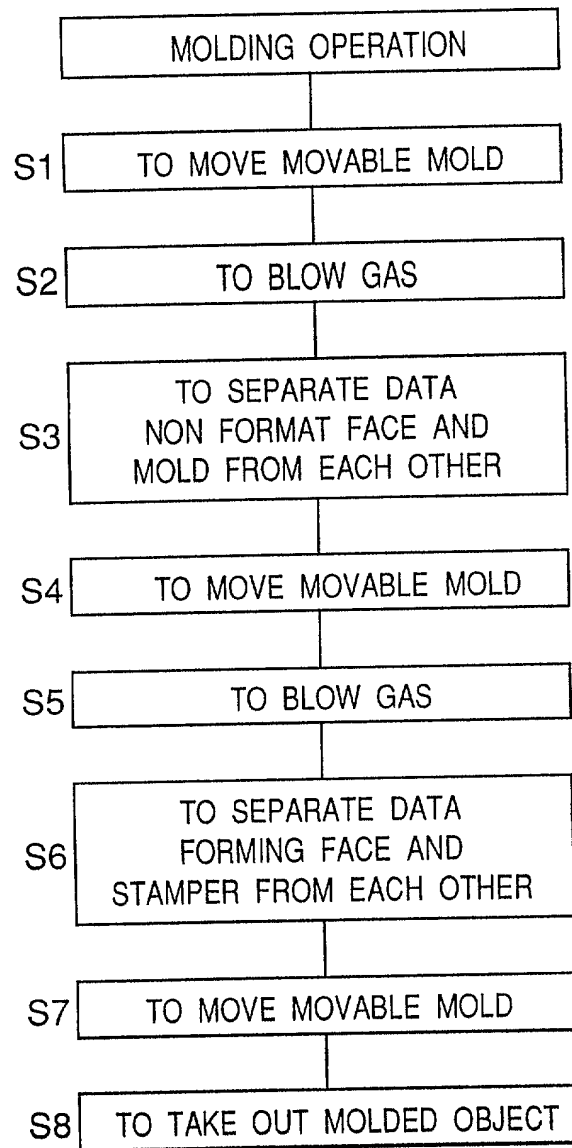 MOLDING OPERATION
S1 TO MOVE MOVABLE MOLD
S2 TO BLOW GAS
TO SEPARATE DATA
S3 NON FORMAT FACE AND
MOLD FROM EACH OTHER
S4 TO MOVE MOVABLE MOLD
S5 TO BLOW GAS
TO SEPARATE DATA
S6 FORMING FACE AND
STAMPER FROM EACH OTHER
S7 TO MOVE MOVABLE MOLD
S8 TO TAKE OUT MOLDED OBJECT